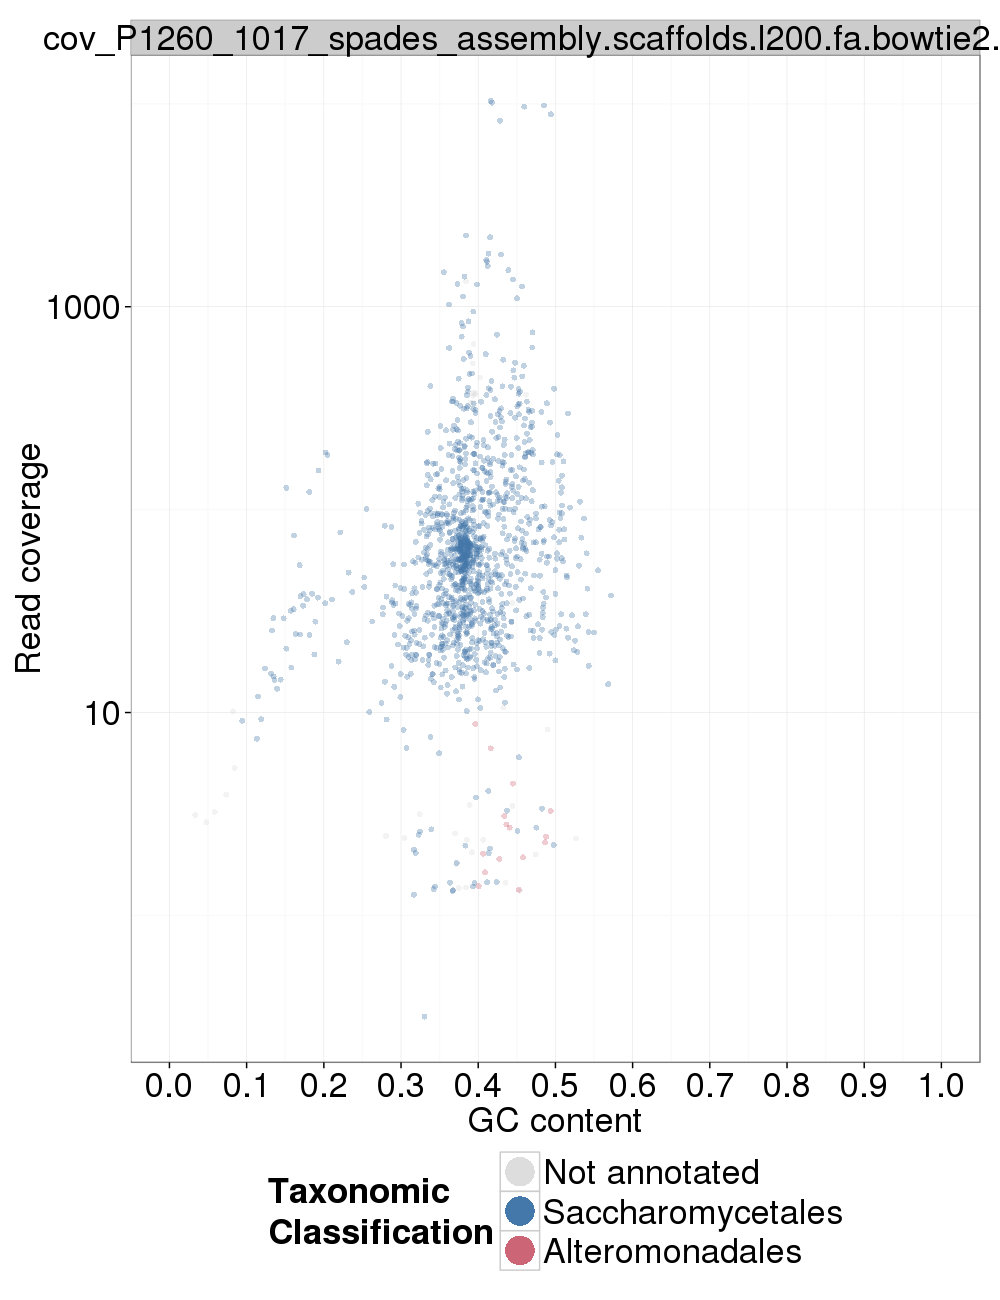 cov_P1260_1017_spades_assembly.scaffolds.l200.fa.bowtie2.
1000
10
Read coverage
0.0 0.1 0.2 0.3 0.4 0.5 0.6 0.7 0.8 0.9 1.0
GC content
Taxonomic
Classification
Not annotated
Saccharomycetales
Alteromonadales